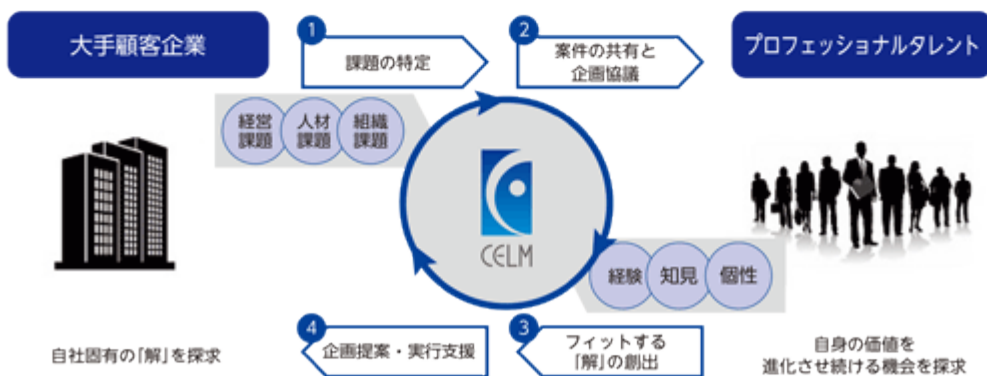 大手顧客企業
1
課題の特定
2
案件の共有と
企画協議
プロフェッショナルタレント
経営
課題
人材
課題
組織
課題
CELM
経験
知見
個性
4
企画提案・実行支援
3
フィットする
「解」の創出
自社固有の「解」を探求
自身の価値を
進化させ続ける機会を探求